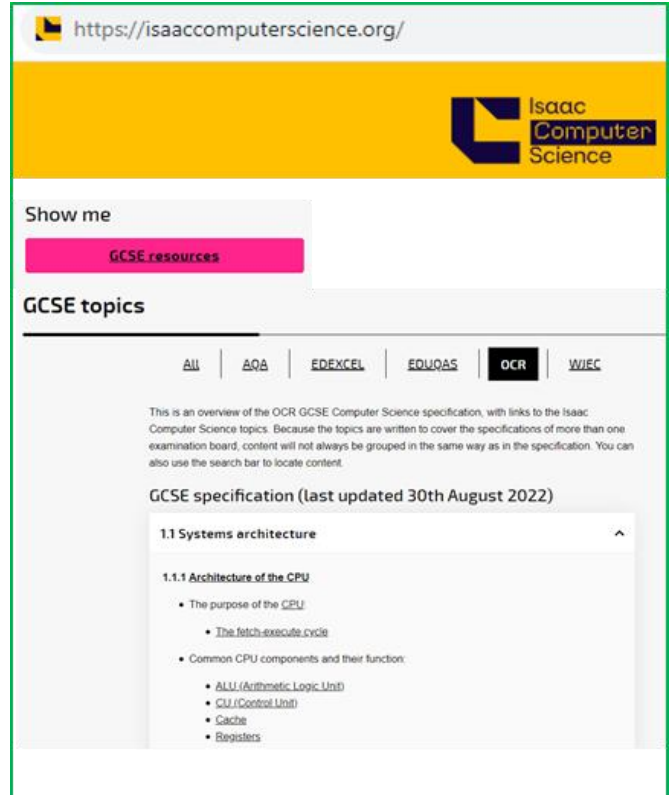 https://isaaccomputerscience.org/
Isaac
Computer
Science
Show me
GCSE resources
GCSE topics
All | AQA | EDEXCEL | EDUQAS | OCR | WJEC
This is an overview of the OCR GCSE Computer Science specification, with links to the Isaac
Computer Science topics. Because the topics are written to cover the specifications of more than one
examination board, content will not always be grouped in the same way as in the specification. You can
also use the search bar to locate content.
GCSE specification (last updated 30th August 2022)
1.1 Systems architecture
1.1.1 Architecture of the CPU
• The purpose of the CPU:
• The fetch-execute cycle
• Common CPU components and their function:
• ALU (Arithmetic Logic Unit)
• CU (Control Unit)
• Cache
• Registers